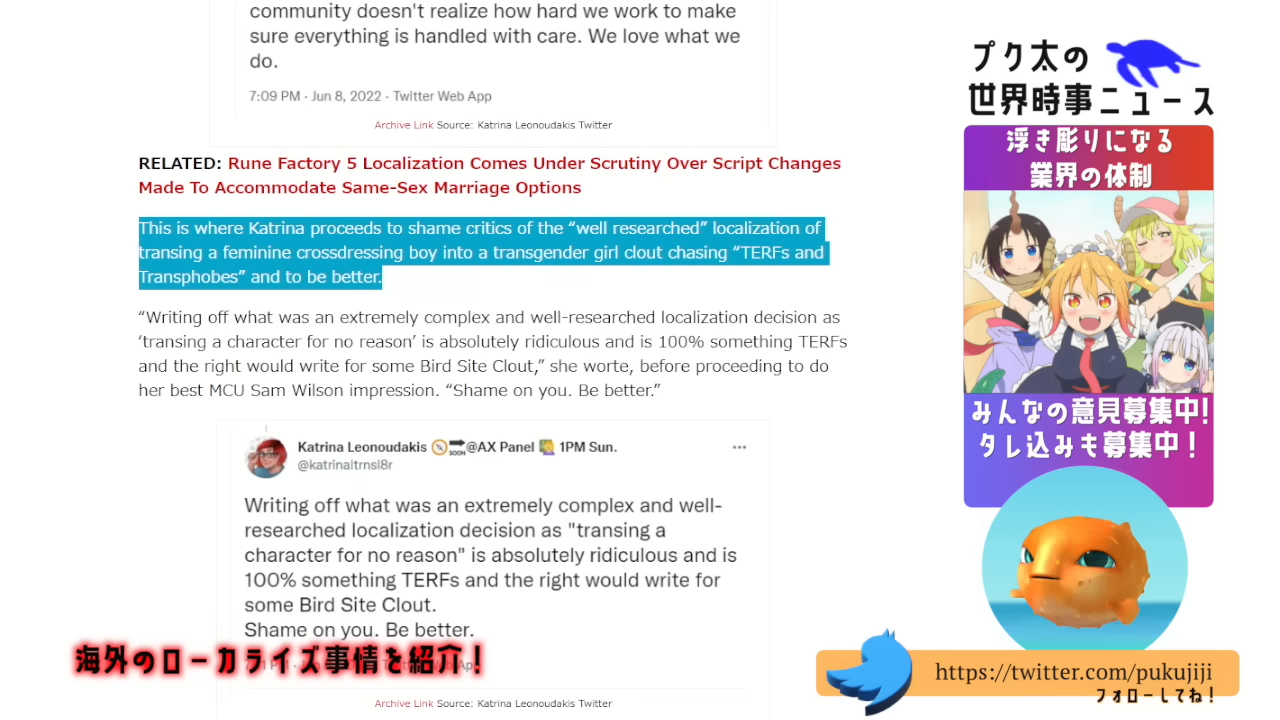 community doesn't realize how hard we work to make
sure everything is handled with care. We love what we
do.
7:09 PM · Jun 8, 2022 · Twitter Web App
Archive Link Source: Katrina Leonoudakis Twitter
RELATED: Rune Factory 5 Localization Comes Under Scrutiny Over Script Changes
Made To Accommodate Same-Sex Marriage Options
This is where Katrina proceeds to shame critics of the “well researched” localization of
transing a feminine crossdressing boy into a transgender girl clout chasing “TERFs and
Transphobes” and to be better.
“Writing off what was an extremely complex and well-researched localization decision as
‘transing a character for no reason’ is absolutely ridiculous and is 100% something TERFs
and the right would write for some Bird Site Clout,” she worte, before proceeding to do
her best MCU Sam Wilson impression. “Shame on you. Be better.”
Katrina Leonoudakis SOON @AX Panel 1PM Sun.
@katrinaltrnsl8r
Writing off what was an extremely complex and well-
researched localization decision as "transing a
character for no reason" is absolutely ridiculous and is
100% something TERFs and the right would write for
some Bird Site Clout.
Shame on you. Be better.
海外のローカライズ事情を紹介!
Archive Link Source: Katrina Leonoudakis Twitter
プク太の
世界時事ニュース
浮き彫りになる
業界の体制
みんなの意見募集中!
タレ込みも募集中!
https://twitter.com/pukujiji
フォローしてね!